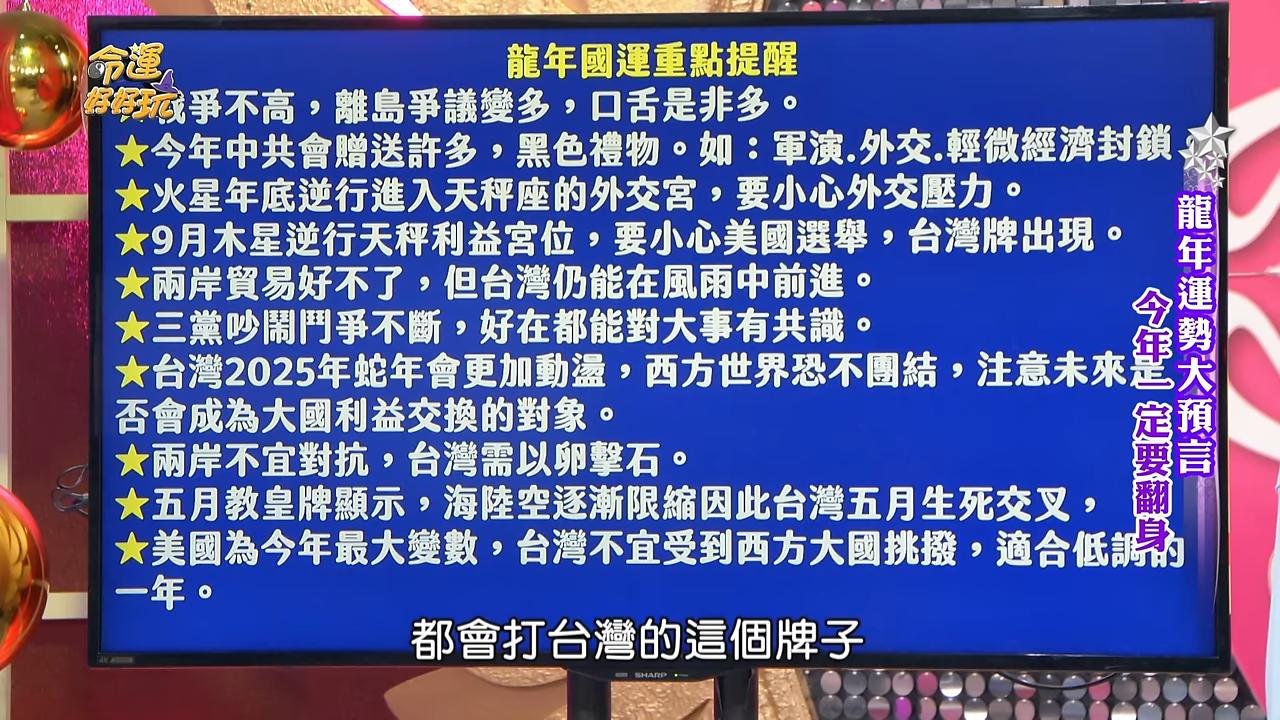 命運好好玩
龍年國運重點提醒
戰爭不高，離島爭議變多，口舌是非多。
★今年中共會贈送許多，黑色禮物。如：軍演.外交.輕微經濟封鎖
★火星年底逆行進入天秤座的外交宮，要小心外交壓力。
★9月木星逆行天秤利益宮位，要小心美國選舉，台灣牌出現。
★兩岸貿易好不了，但台灣仍能在風雨中前進。
★三黨吵鬧鬥爭不斷，好在都能對大事有共識。
★台灣2025年蛇年會更加動盪，西方世界恐不團結，注意未來是
否會成為大國利益交換的對象。
★兩岸不宜對抗，台灣需以卵擊石。
★五月教皇牌顯示，海陸空逐漸限縮因此台灣五月生死交叉，
★美國為今年最大變數，台灣不宜受到西方大國挑撥，適合低調的
一年。
龍年運勢大預言
今年一定要翻身
都會打台灣的這個牌子
SHARP